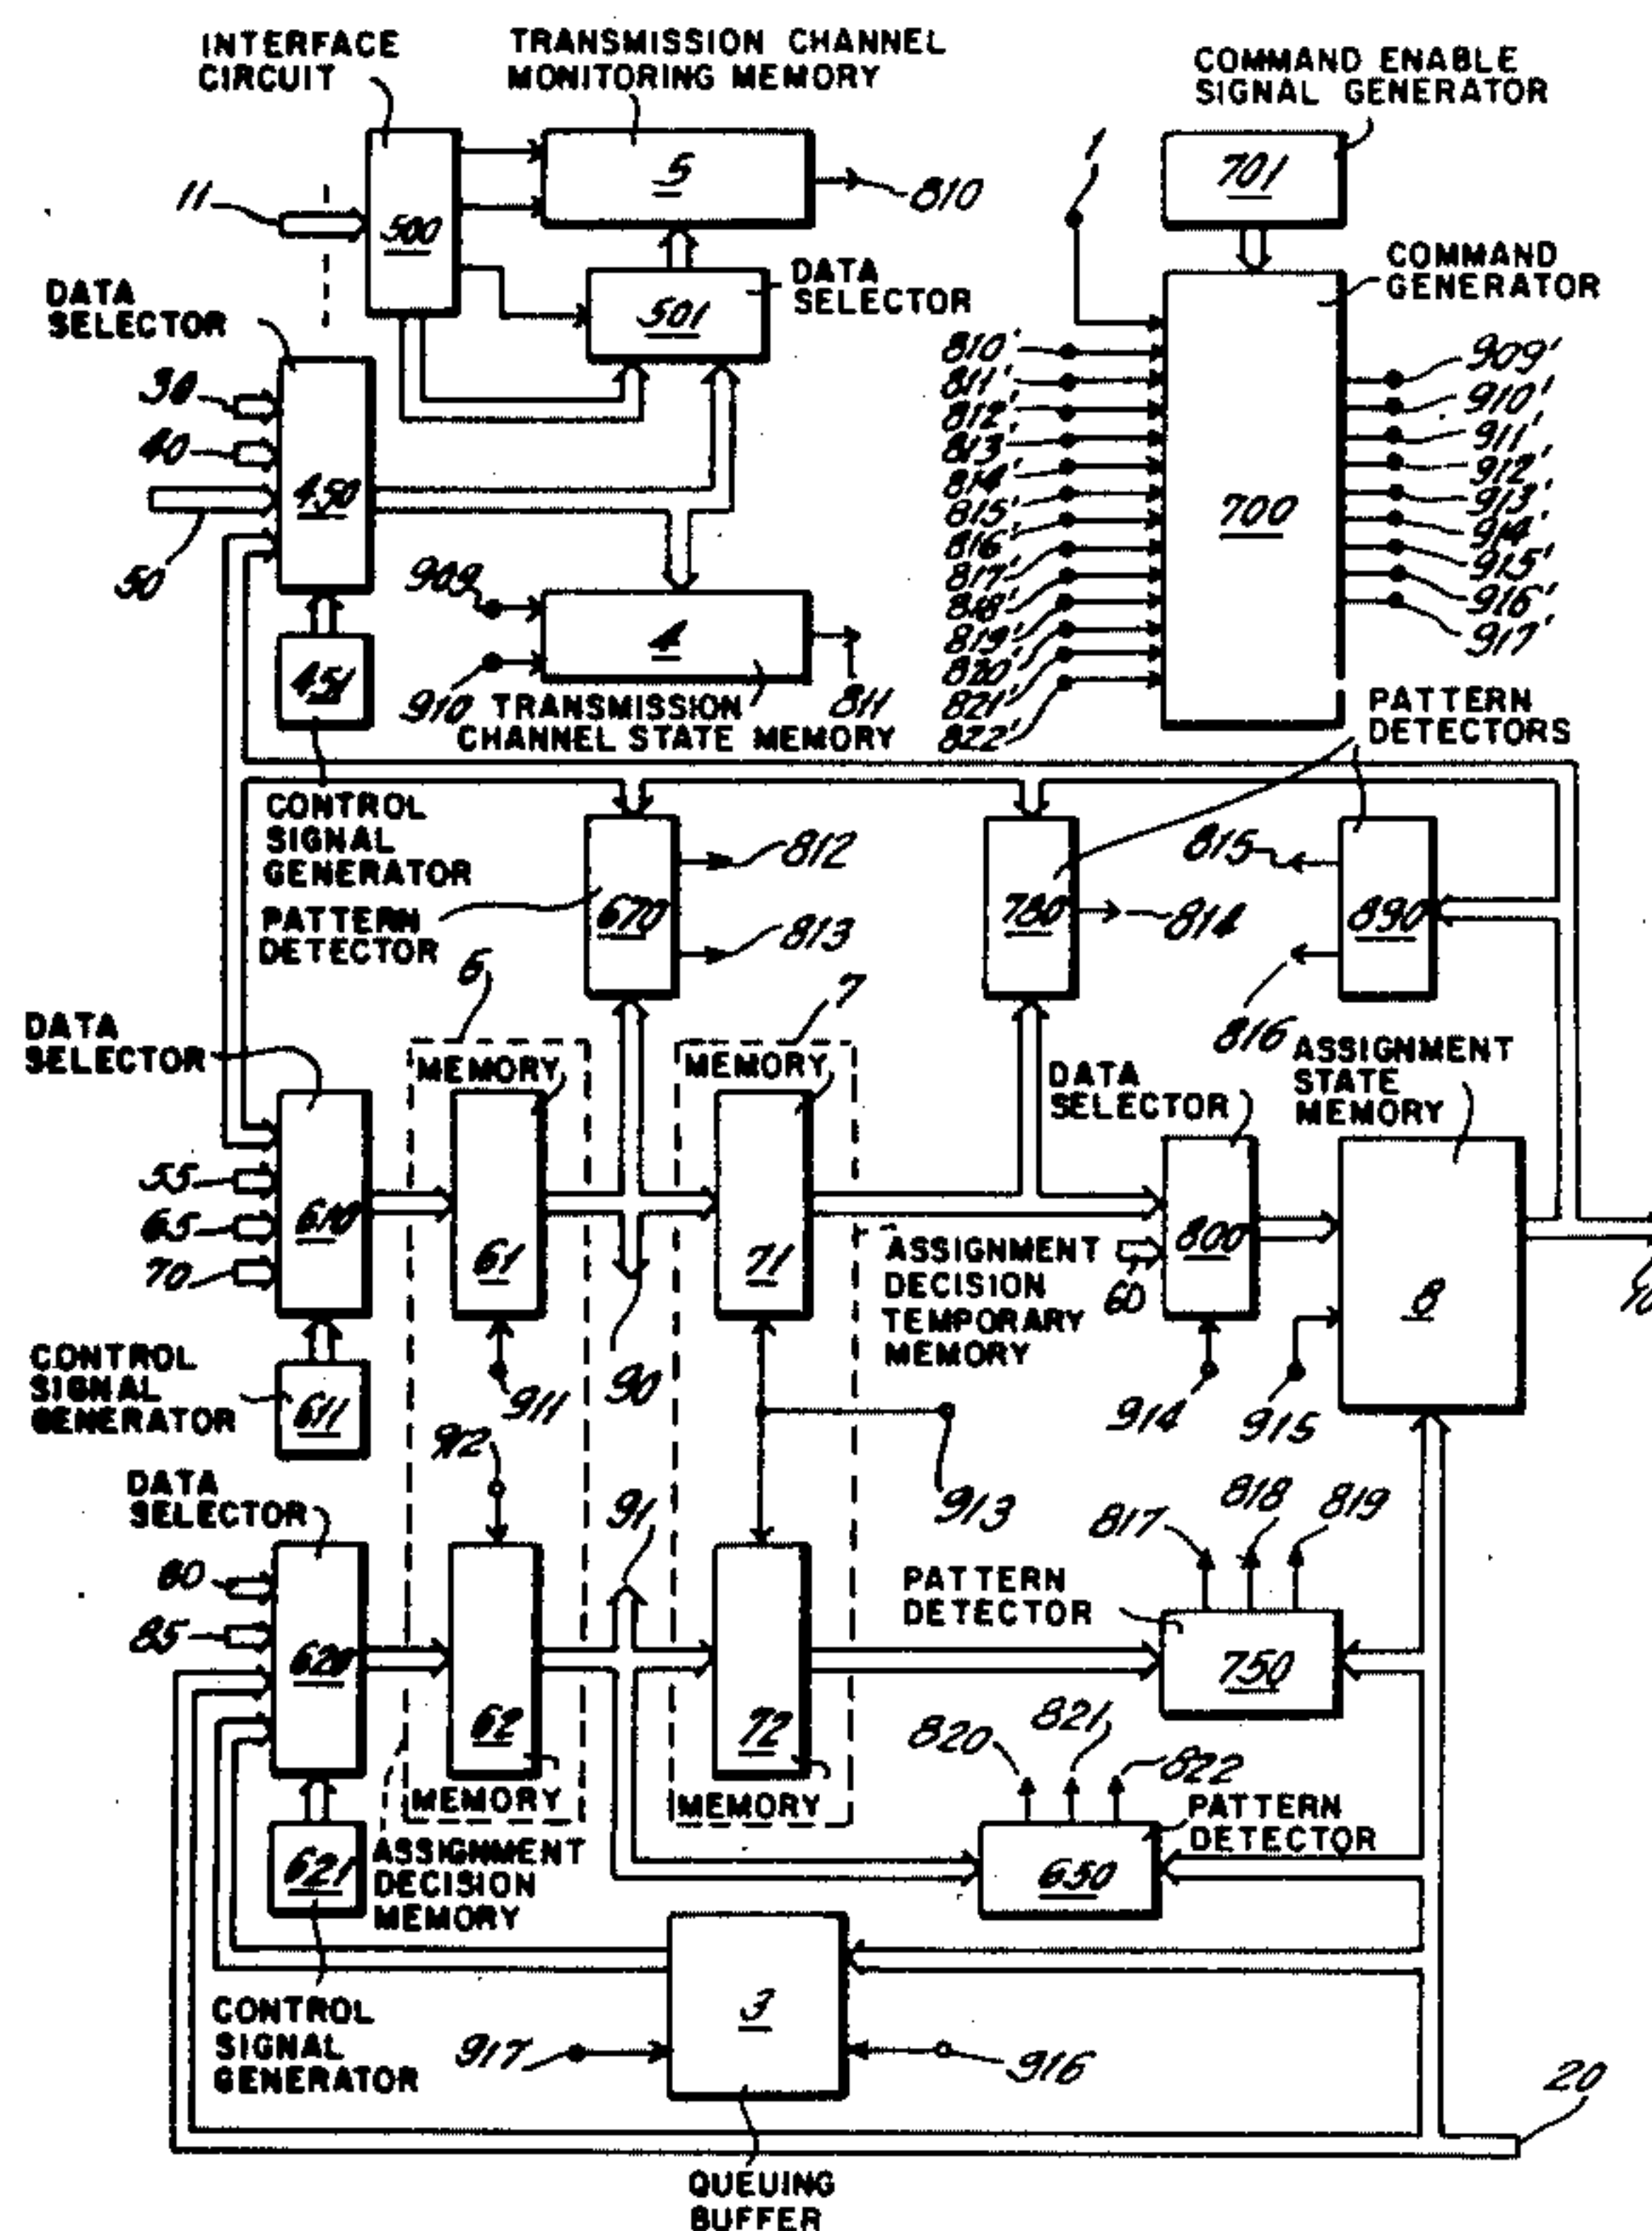 INTERFACE
CIRCUIT
TRANSMISSION CHANNEL
MONITORING MEMORY
COMMAND ENABLE
SIGNAL GENERATOR
11
500
5
810
1
701
DATA
SELECTOR
501
DATA
SELECTOR
COMMAND
GENERATOR
30
40
50
450
451
810'
811'
812'
813'
814'
815'
816'
817'
818'
819'
820'
821'
822'
700
909'
910'
911'
912'
913'
914'
915'
916'
917'
909
910
4
811
TRANSMISSION
CHANNEL STATE MEMORY
PATTERN
DETECTORS
CONTROL
SIGNAL
GENERATOR
PATTERN
DETECTOR
670
812
813
780
814
815
890
816
DATA
SELECTOR
6
MEMORY
7
MEMORY
DATA
SELECTOR
ASSIGNMENT
STATE
MEMORY
55
65
70
610
61
71
800
60
8
10
ASSIGNMENT
DECISION
TEMPORARY
MEMORY
CONTROL
SIGNAL
GENERATOR
611
911
90
914
915
912
91
913
DATA
SELECTOR
80
85
620
62
72
MEMORY
MEMORY
PATTERN
DETECTOR
817
818
819
750
820
821
822
PATTERN
DETECTOR
650
621
ASSIGNMENT
DECISION
MEMORY
CONTROL
SIGNAL
GENERATOR
3
917
916
20
QUEUING
BUFFER